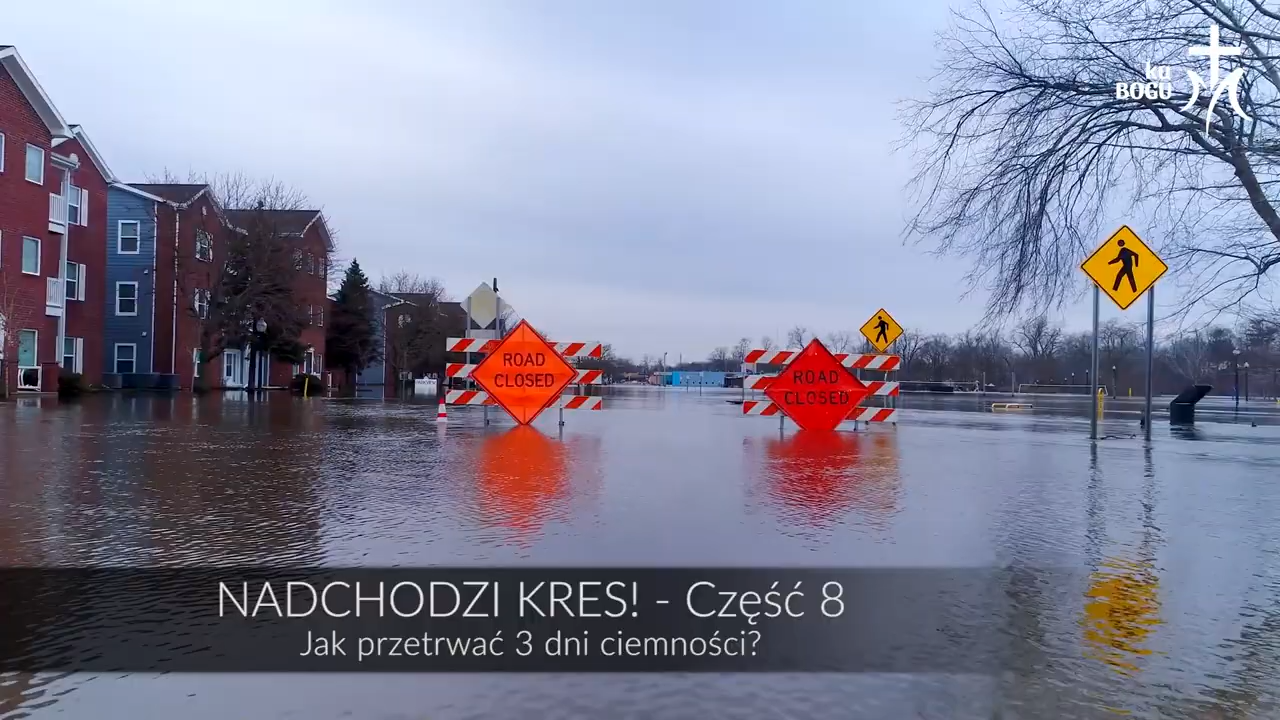 ku
BOGU
ROAD
CLOSED
ROAD
CLOSED
NADCHODZI KRES! - Część 8
Jak przetrwać 3 dni ciemności?